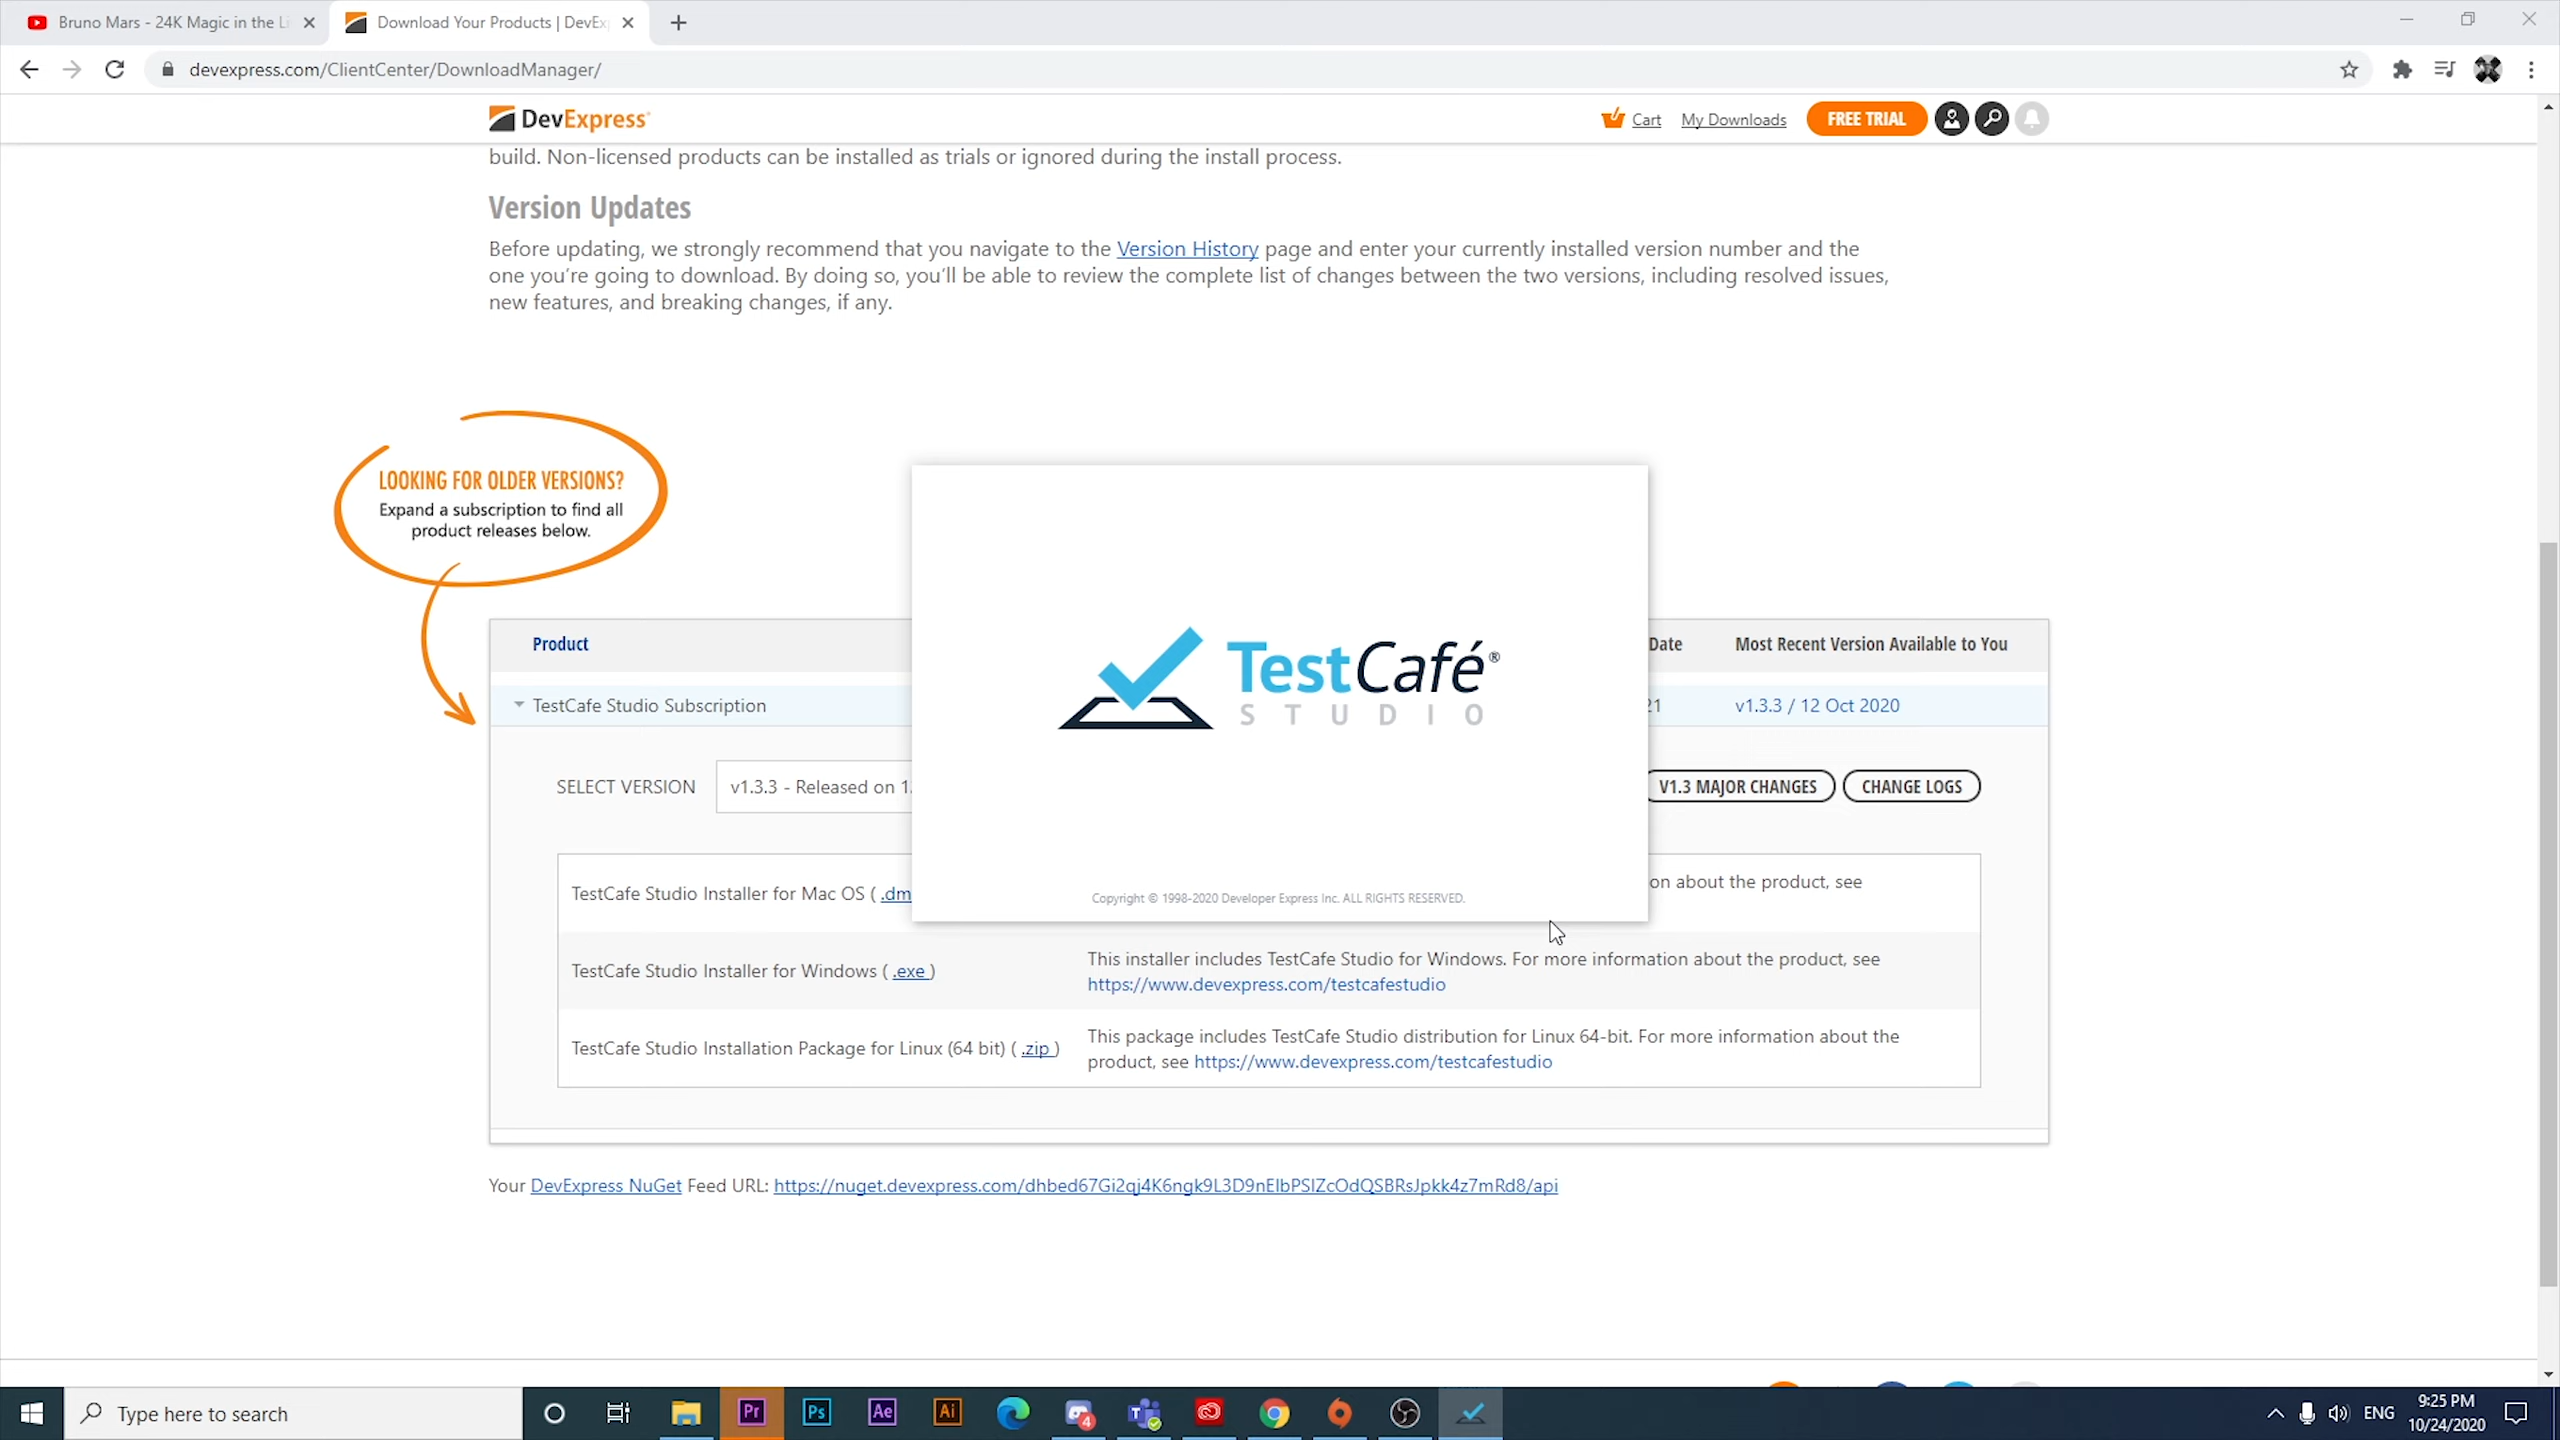 Bruno Mars - 24K Magic in the Li
Download Your Products | DevEx
devexpress.com/ClientCenter/DownloadManager/
DevExpress
Cart
My Downloads
FREE TRIAL
build. Non-licensed products can be installed as trials or ignored during the install process.
Version Updates
Before updating, we strongly recommend that you navigate to the Version History page and enter your currently installed version number and the
one you're going to download. By doing so, you'll be able to review the complete list of changes between the two versions, including resolved issues,
new features, and breaking changes, if any.
LOOKING FOR OLDER VERSIONS?
Expand a subscription to find all
product releases below.
Product
Date
Most Recent Version Available to You
TestCafe Studio Subscription
21
v1.3.3 / 12 Oct 2020
SELECT VERSION
v1.3.3 - Released on 1
V1.3 MAJOR CHANGES
CHANGE LOGS
TestCafé®
STUDIO
Copyright © 1998-2020 Developer Express Inc. ALL RIGHTS RESERVED.
TestCafe Studio Installer for Mac OS ( .dm
on about the product, see
TestCafe Studio Installer for Windows ( .exe )
This installer includes TestCafe Studio for Windows. For more information about the product, see
https://www.devexpress.com/testcafestudio
TestCafe Studio Installation Package for Linux (64 bit) ( .zip )
This package includes TestCafe Studio distribution for Linux 64-bit. For more information about the
product, see https://www.devexpress.com/testcafestudio
Your DevExpress NuGet Feed URL: https://nuget.devexpress.com/dhbed67Gi2qj4K6ngk9L3D9nEIbPSIZcOdQSBRsJpkk4z7mRd8/api
Type here to search
Pr
Ps
Ae
Ai
4
ENG
9:25 PM
10/24/2020